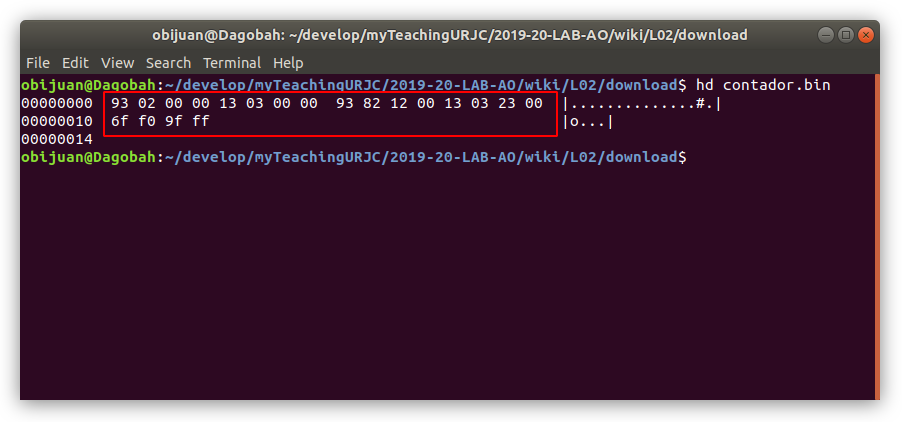 obijuan@Dagobah: ~/develop/myTeachingURJC/2019-20-LAB-AO/wiki/L02/download
File Edit View Search Terminal Help
obijuan@Dagobah:~/develop/myTeachingURJC/2019-20-LAB-AO/wiki/L02/download$ hd contador.bin
00000000  93 02 00 00 13 03 00 00  93 82 12 00 13 03 23 00  |..............#.|
00000010  6f f0 9f ff                                       |o...|
00000014
obijuan@Dagobah:~/develop/myTeachingURJC/2019-20-LAB-AO/wiki/L02/download$